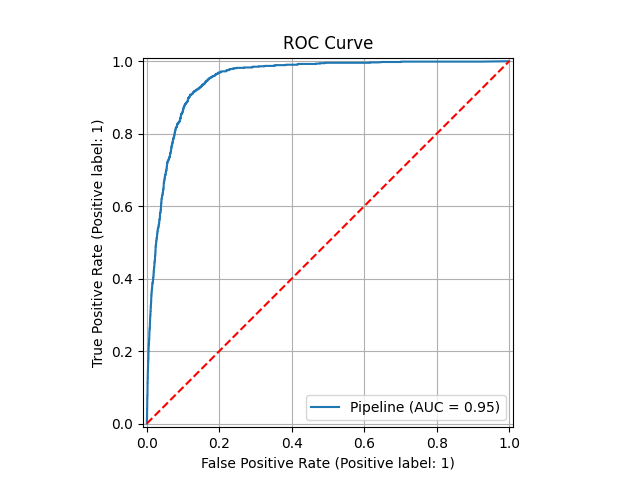 ROC Curve
True Positive Rate (Positive label: 1)
1.0
0.8
0.6
0.4
0.2
0.0
Pipeline (AUC = 0.95)
0.0 0.2 0.4 0.6 0.8 1.0
False Positive Rate (Positive label: 1)